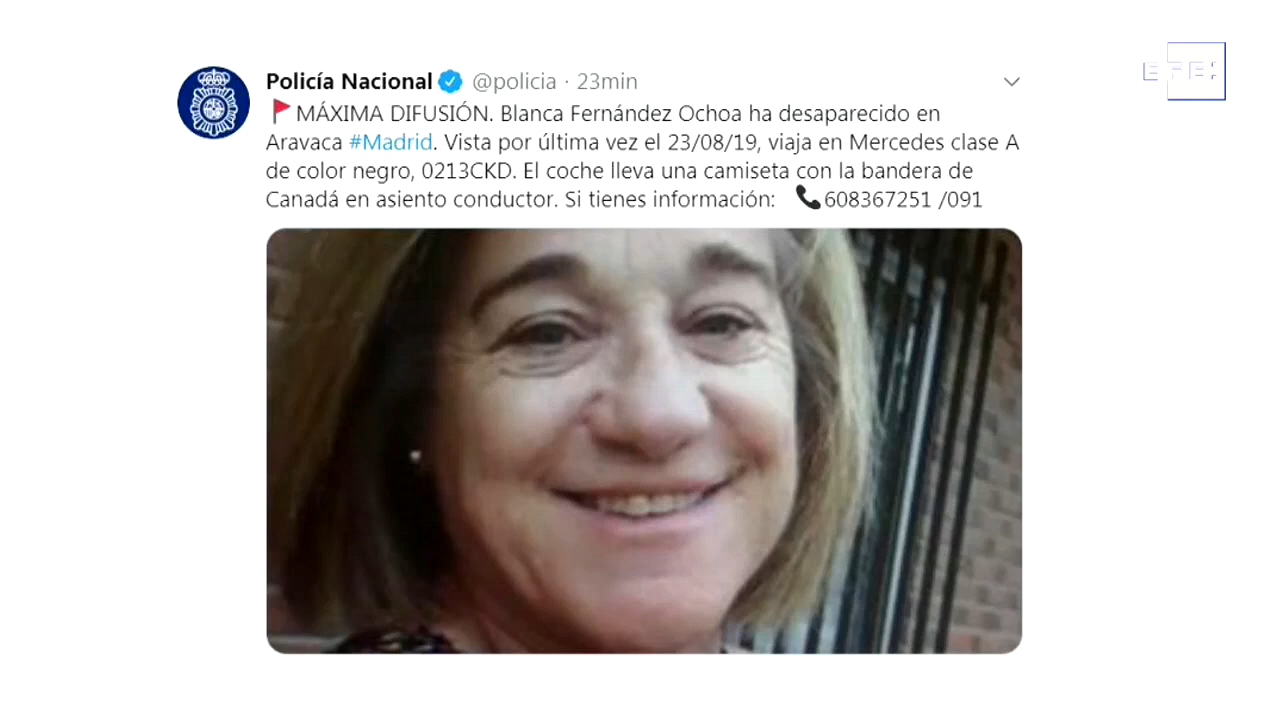 Policía Nacional @policia · 23min
MÁXIMA DIFUSIÓN. Blanca Fernández Ochoa ha desaparecido en
Aravaca #Madrid. Vista por última vez el 23/08/19, viaja en Mercedes clase A
de color negro, 0213CKD. El coche lleva una camiseta con la bandera de
Canadá en asiento conductor. Si tienes información: 608367251 /091
EFE: